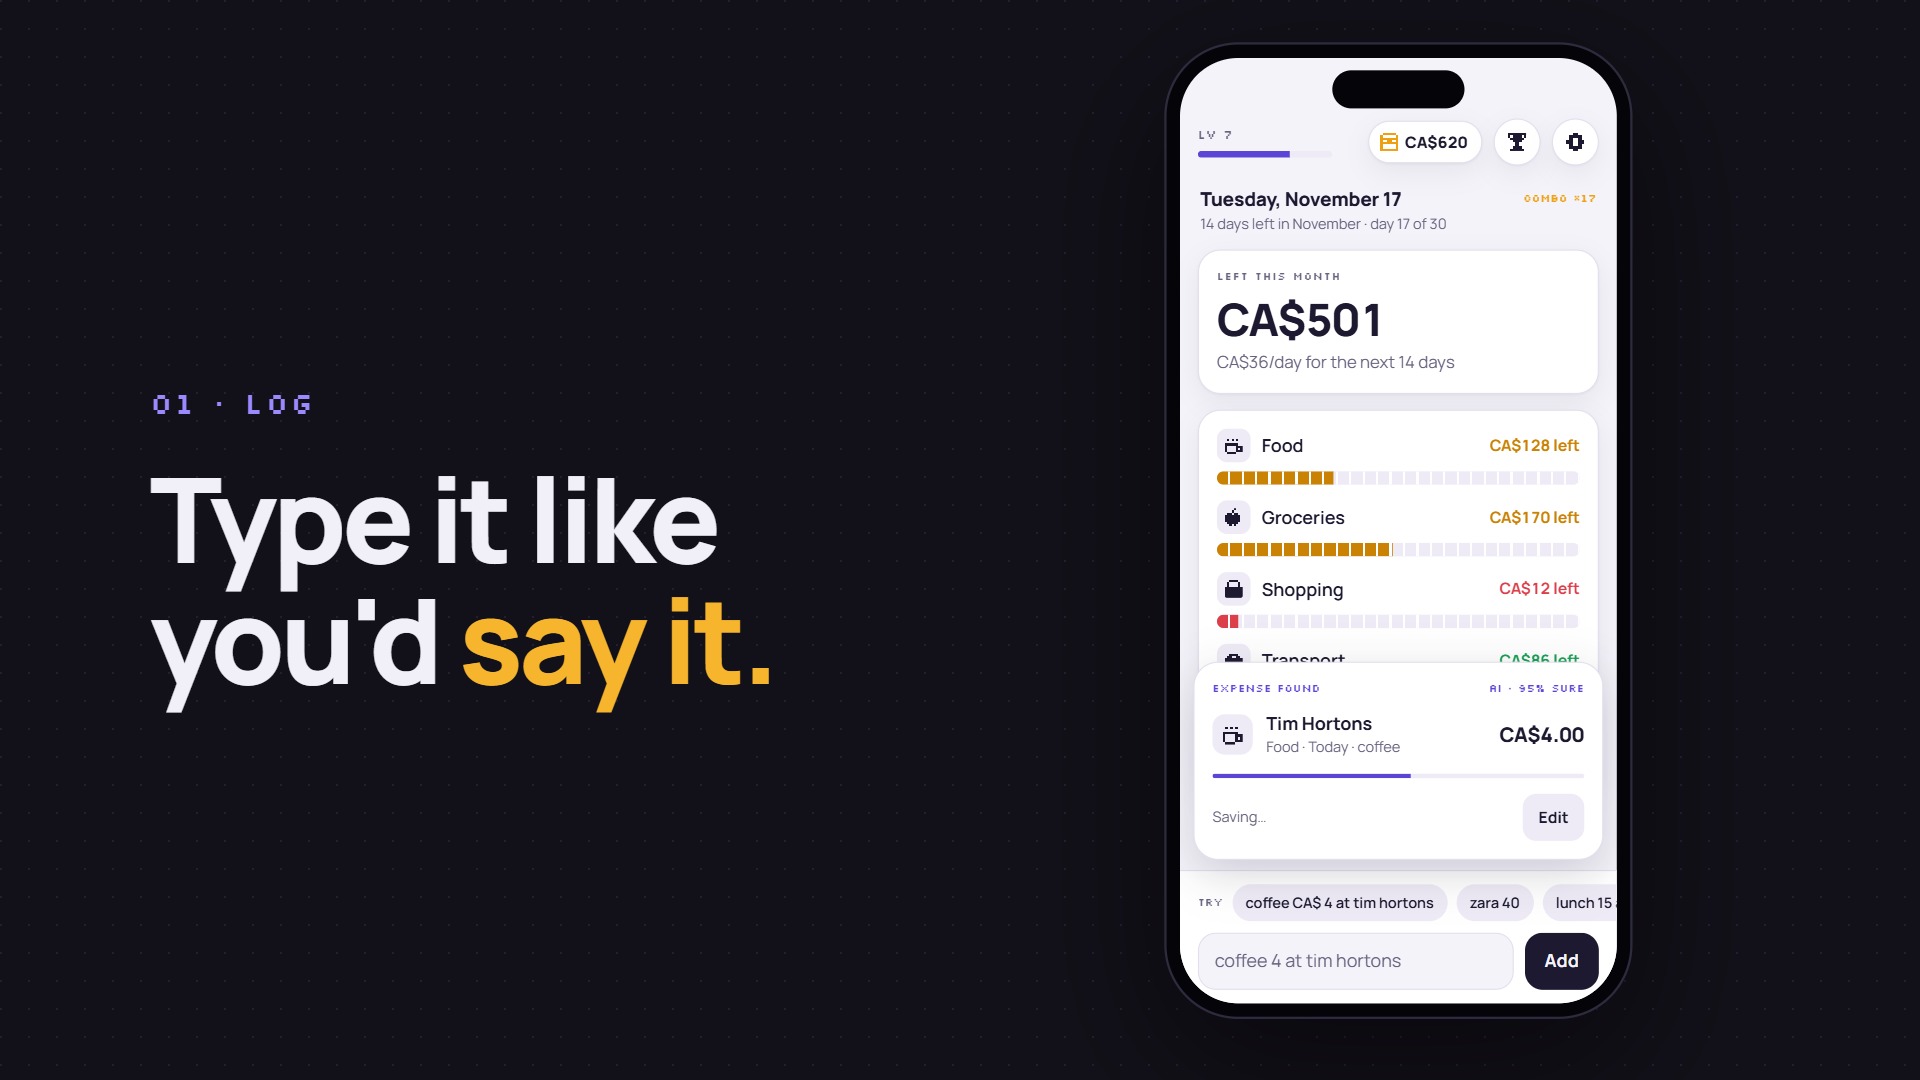 01 · LOG
Type it like
you'd say it.
LV 7
CA$620
Tuesday, November 17
COMBO ×17
14 days left in November · day 17 of 30
LEFT THIS MONTH
CA$501
CA$36/day for the next 14 days
Food
CA$128 left
Groceries
CA$170 left
Shopping
CA$12 left
Transport
CA$86 left
EXPENSE FOUND
AI · 95% SURE
Tim Hortons
CA$4.00
Food · Today · coffee
Saving…
Edit
TRY
coffee CA$ 4 at tim hortons
zara 40
lunch 15
coffee 4 at tim hortons
Add